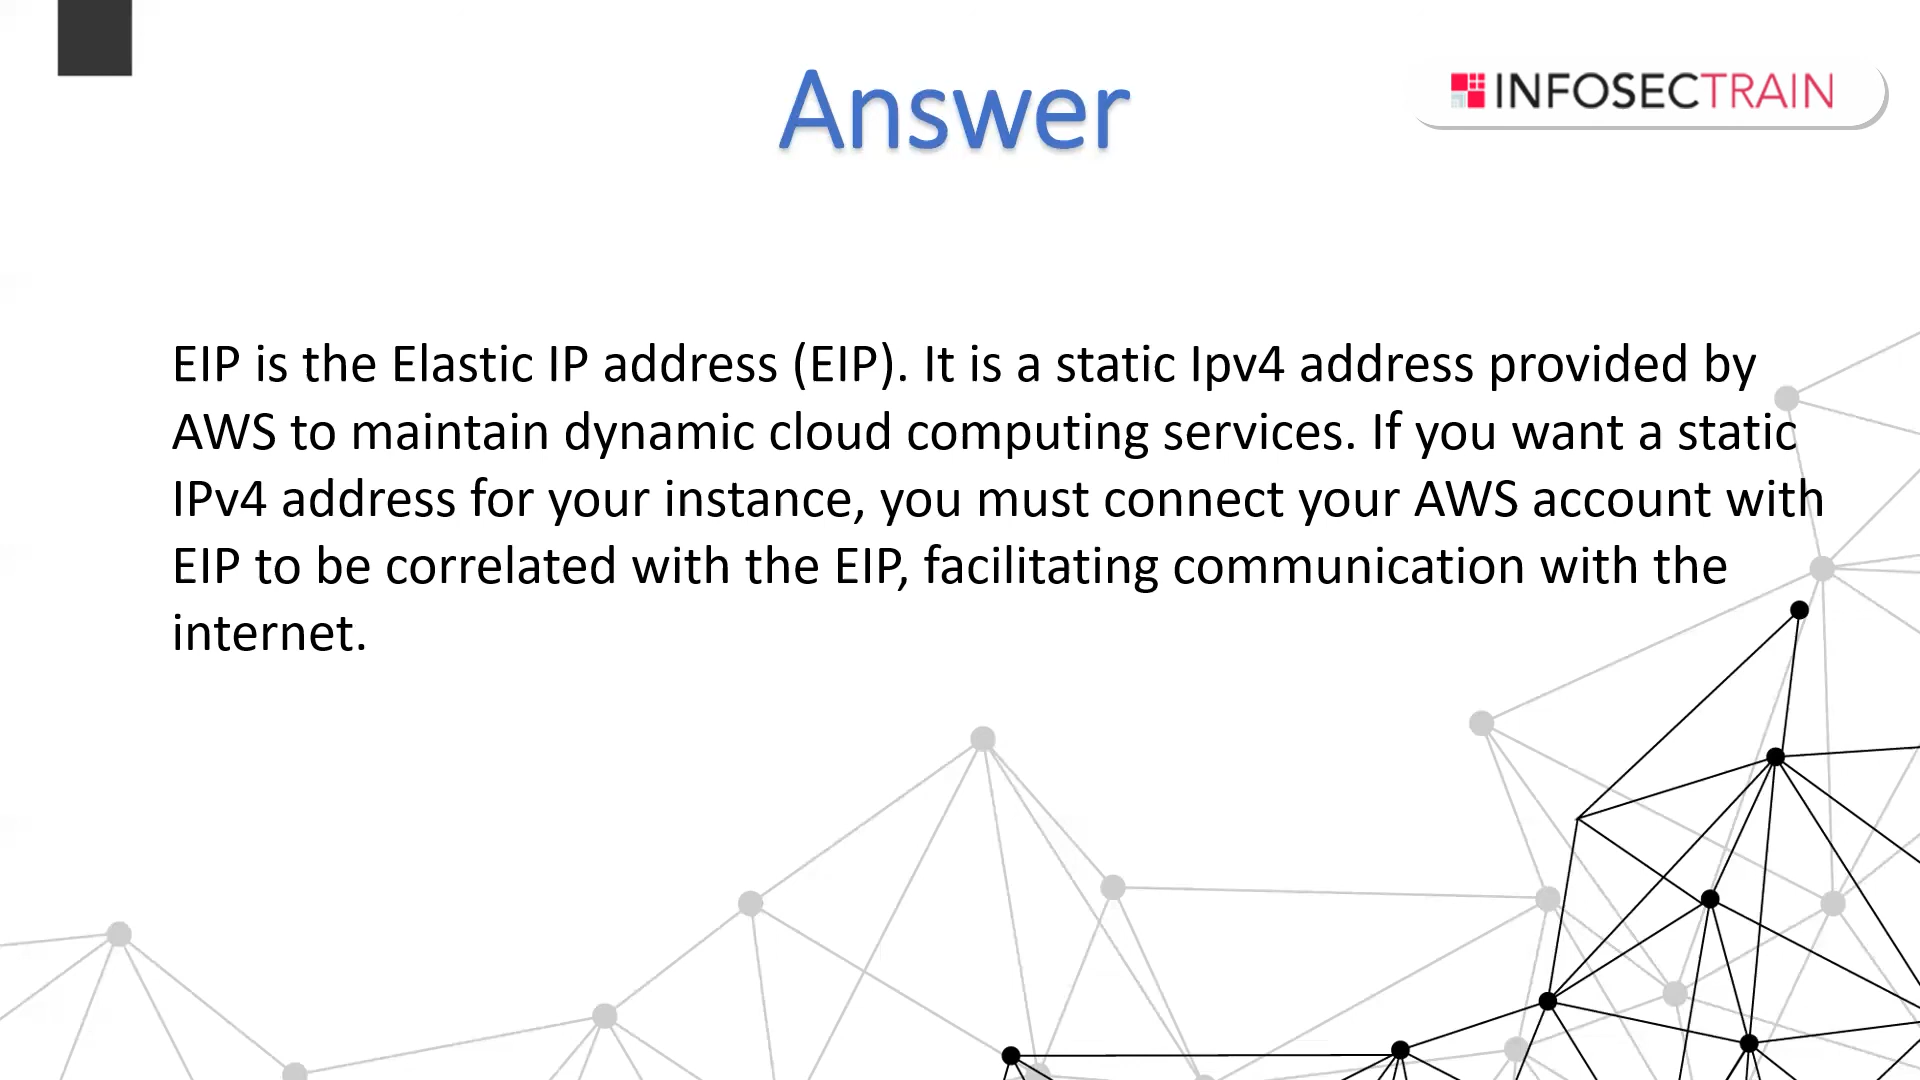 Answer
INFOSECTRAIN
EIP is the Elastic IP address (EIP). It is a static Ipv4 address provided by
AWS to maintain dynamic cloud computing services. If you want a static
IPv4 address for your instance, you must connect your AWS account with
EIP to be correlated with the EIP, facilitating communication with the
internet.